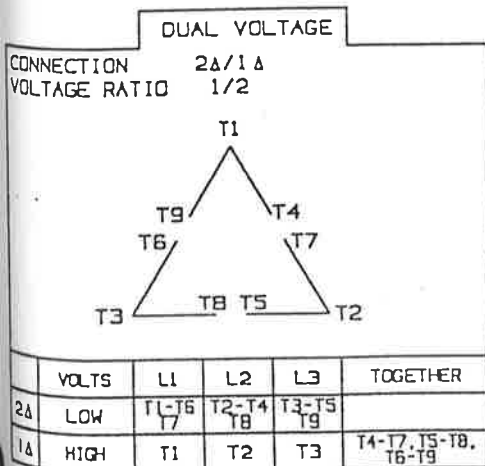 DUAL VOLTAGE
CONNECTION 2Δ/1Δ
VOLTAGE RATIO 1/2
T1
T9 T4
T6 T7
T3 T8 T5 T2
VOLTS L1 L2 L3 TOGETHER
2Δ LOW T1-T6 T7 T2-T4 T8 T3-T5 T9
1Δ HIGH T1 T2 T3 T4-T7, T5-T8, T6-T9